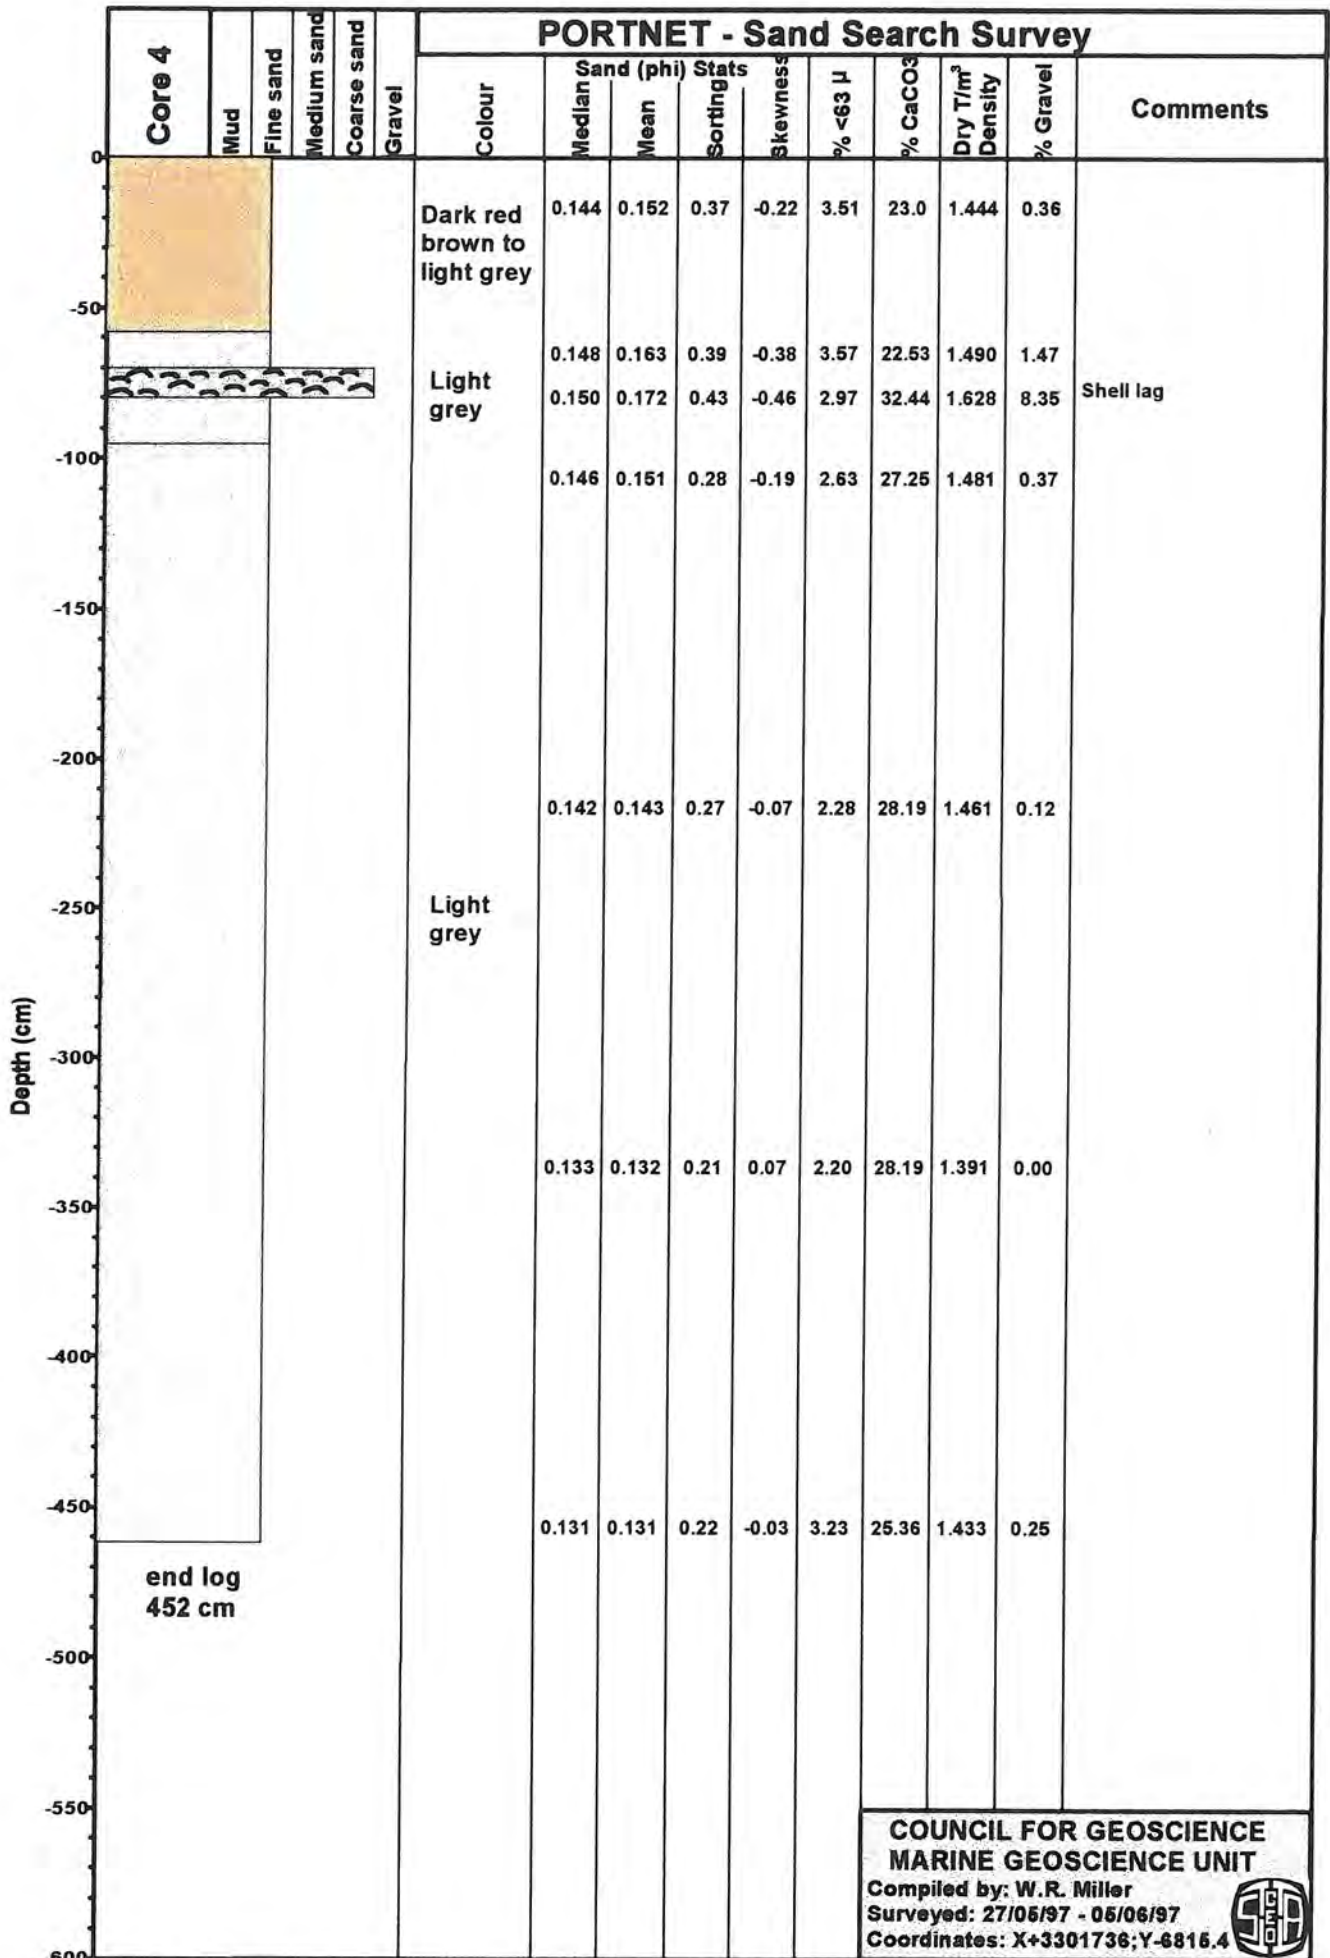 PORTNET - Sand Search Survey
Core 4
Mud
Fine sand
Medium sand
Coarse sand
Gravel
Colour
Sand (phi) Stats
Median
Mean
Sorting
Skewness
% <63 µ
% CaCO3
Dry T/m³
Density
% Gravel
Comments
0
Dark red
brown to
light grey
0.144 0.152 0.37 -0.22 3.51 23.0 1.444 0.36
-50
0.148 0.163 0.39 -0.38 3.57 22.53 1.490 1.47
Light
grey
0.150 0.172 0.43 -0.46 2.97 32.44 1.628 8.35 Shell lag
-100
0.146 0.151 0.28 -0.19 2.63 27.25 1.481 0.37
-150
-200
0.142 0.143 0.27 -0.07 2.28 28.19 1.461 0.12
-250
Light
grey
Depth (cm)
-300
0.133 0.132 0.21 0.07 2.20 28.19 1.391 0.00
-350
-400
-450
0.131 0.131 0.22 -0.03 3.23 25.36 1.433 0.25
end log
452 cm
-500
-550
-600
COUNCIL FOR GEOSCIENCE
MARINE GEOSCIENCE UNIT
Compiled by: W.R. Miller
Surveyed: 27/05/97 - 05/06/97
Coordinates: X+3301736;Y-6815.4